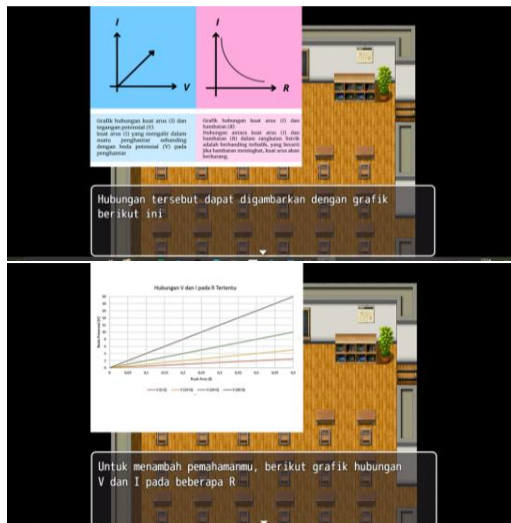 I
V
I
R
Grafik hubungan kuat arus (I) dan
tegangan potensial (V)
kuat arus (I) yang mengalir dalam
suatu penghantar sebanding
dengan beda potensial (V) pada
penghantar
Grafik hubungan kuat arus (I) dan
hambatan (R)
Hubungan antara kuat arus (I) dan
hambatan (R) dalam rangkaian listrik
adalah berbanding terbalik, yang berarti
jika hambatan meningkat, kuat arus akan
berkurang.
Hubungan tersebut dapat digambarkan dengan grafik
berikut ini
Hubungan V dan I pada R Tertentu
Kuat Arus (I)
Untuk menambah pemahamanmu, berikut grafik hubungan
V dan I pada beberapa R